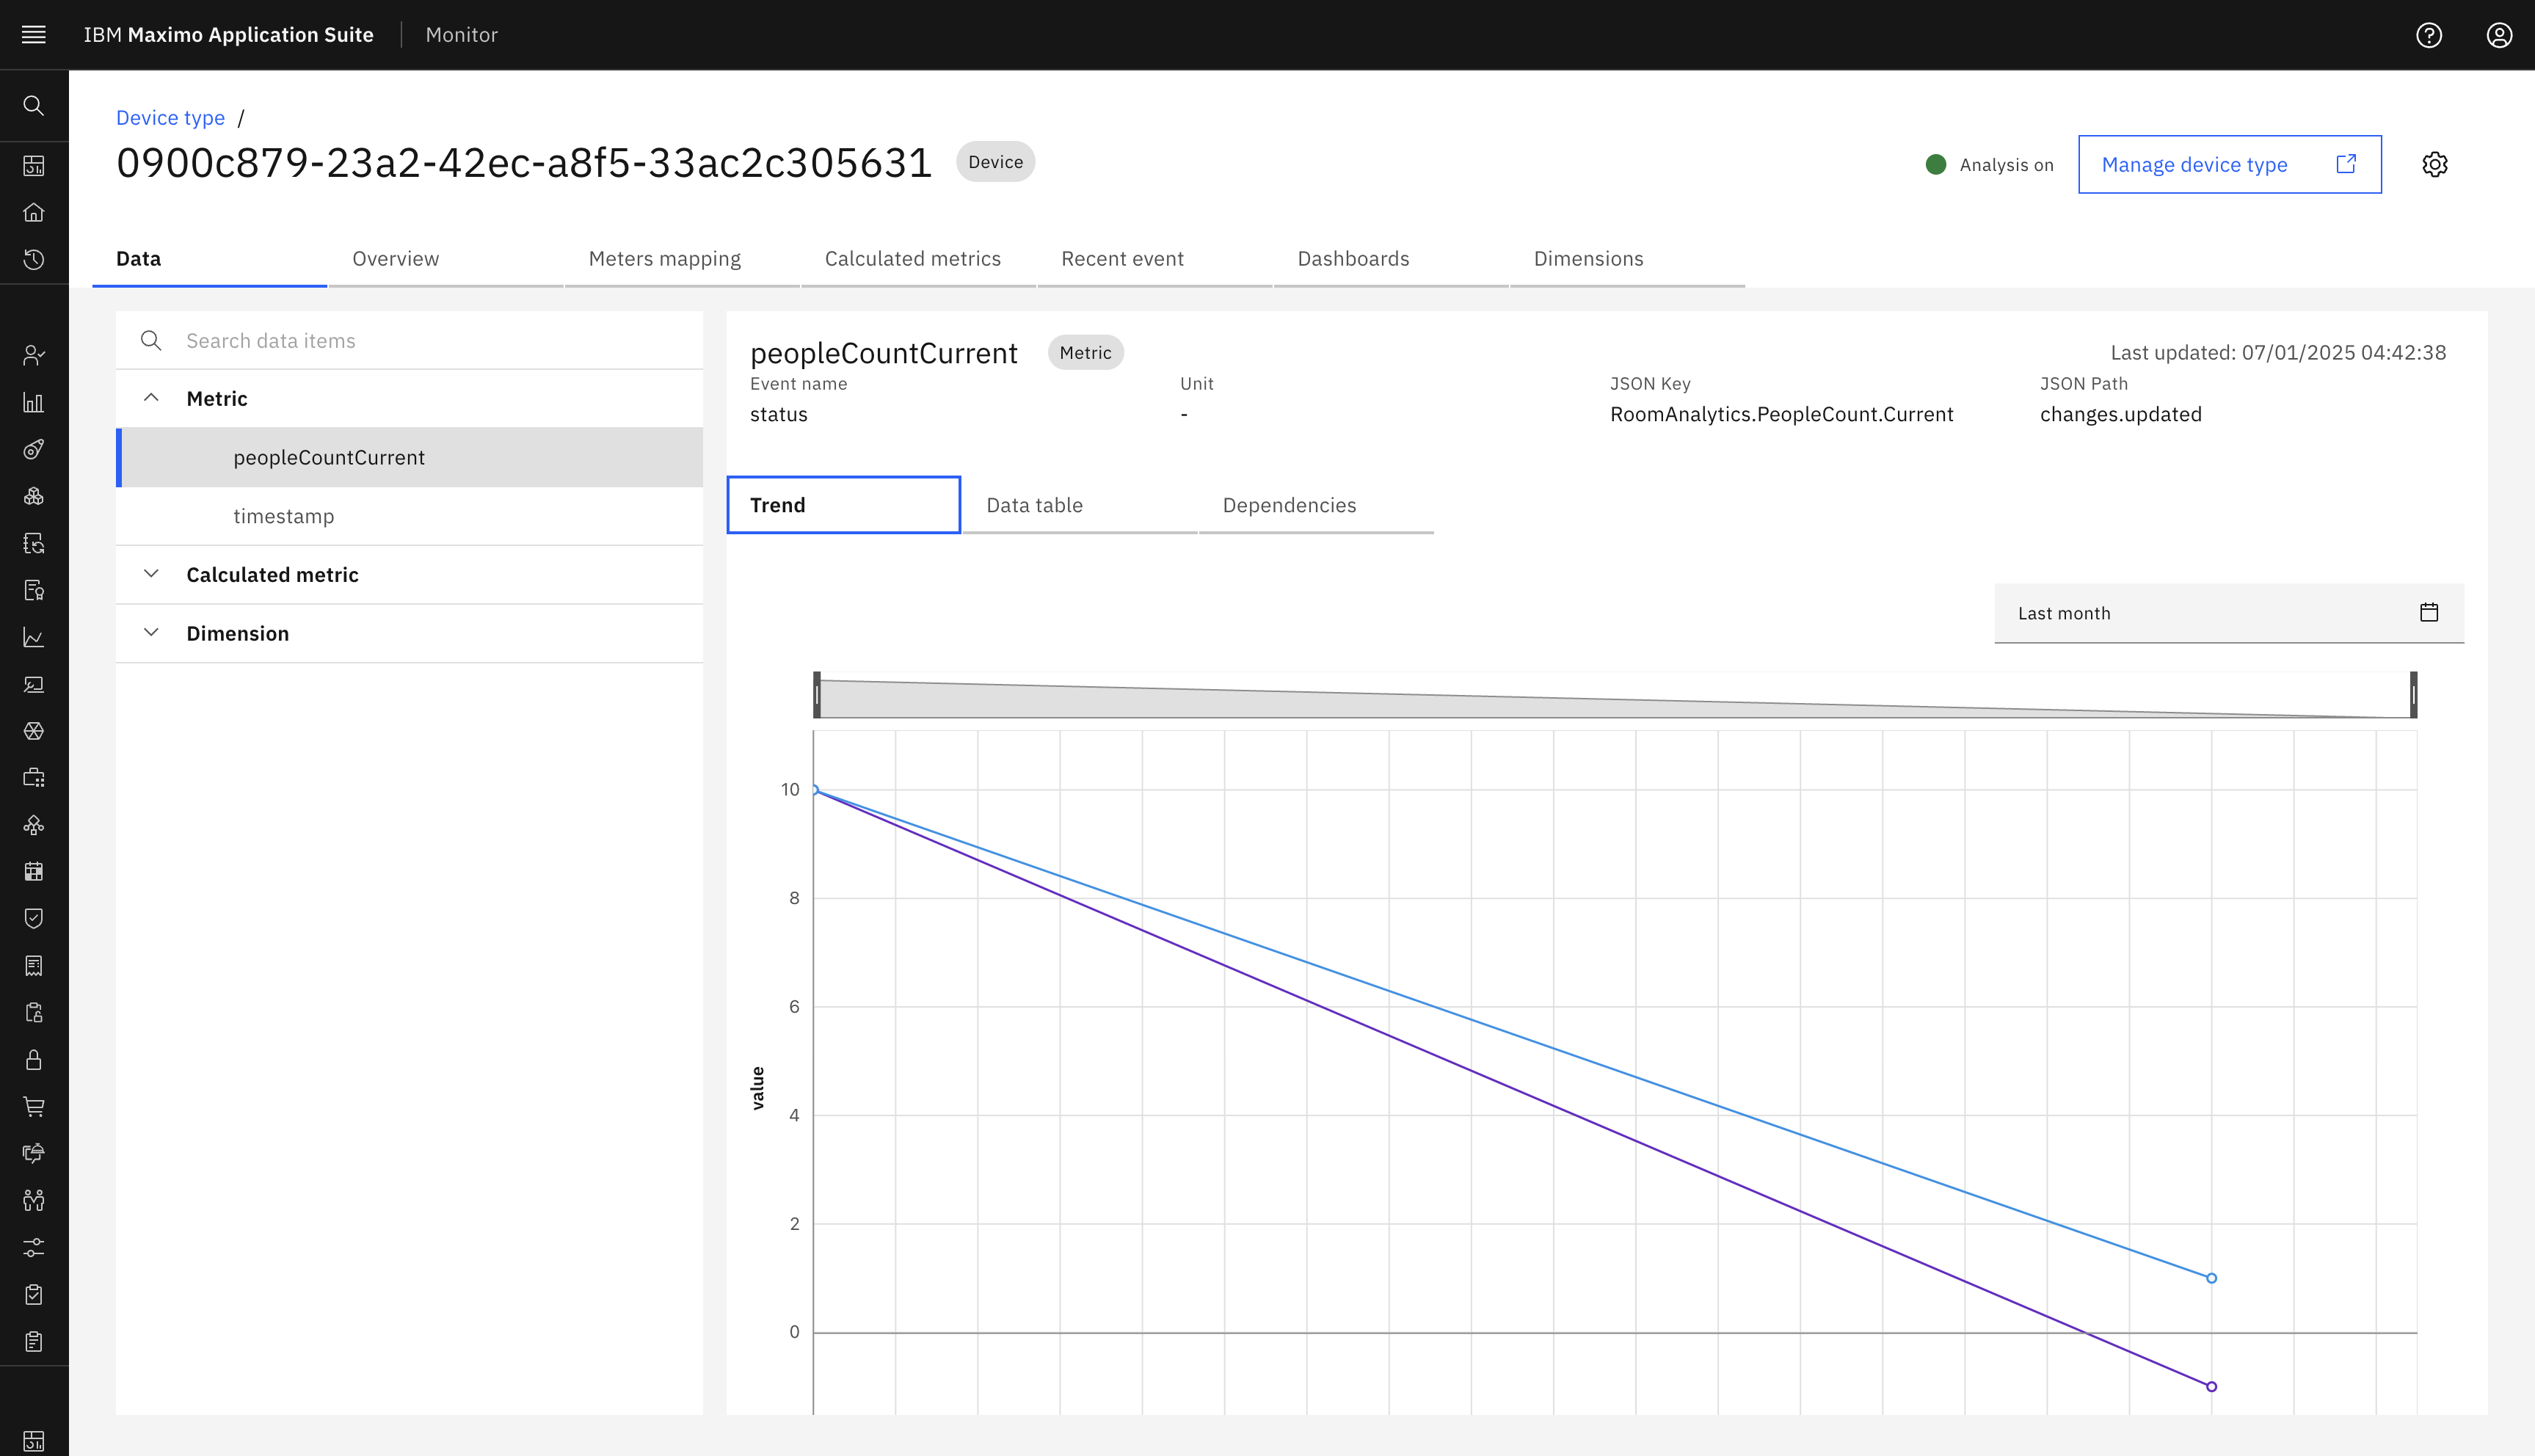 IBM Maximo Application Suite Monitor
Device type /
0900c879-23a2-42ec-a8f5-33ac2c305631 Device
Analysis on Manage device type
Data Overview Meters mapping Calculated metrics Recent event Dashboards Dimensions
Search data items
Metric
peopleCountCurrent
timestamp
Calculated metric
Dimension
peopleCountCurrent Metric Last updated: 07/01/2025 04:42:38
Event name Unit JSON Key JSON Path
status - RoomAnalytics.PeopleCount.Current changes.updated
Trend Data table Dependencies
Last month
10
8
6
value
4
2
0